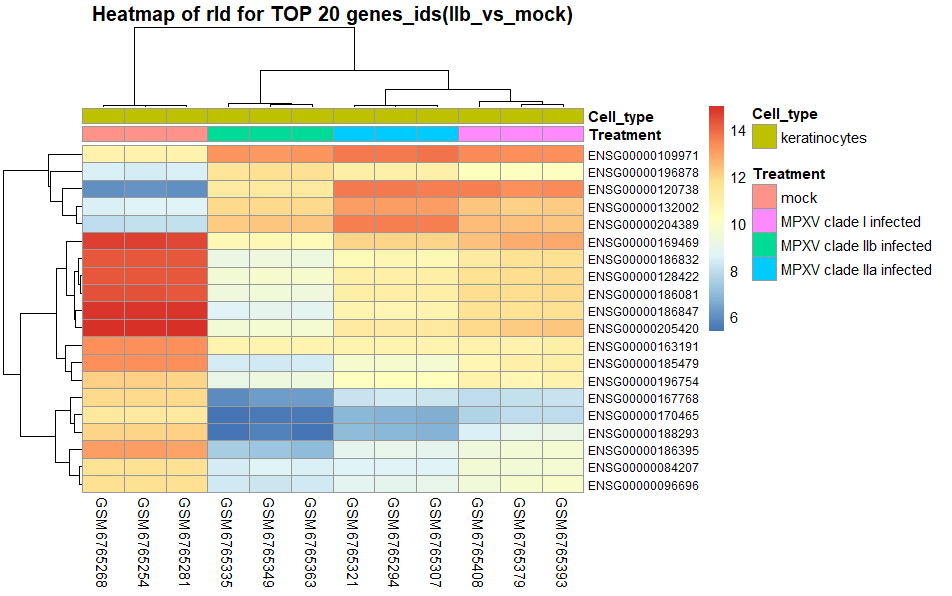 Heatmap of rld for TOP 20 genes_ids(IIb_vs_mock)
Cell_type
Treatment
ENSG00000109971
ENSG00000196878
ENSG00000120738
ENSG00000132002
ENSG00000204389
ENSG00000169469
ENSG00000186832
ENSG00000128422
ENSG00000186081
ENSG00000186847
ENSG00000205420
ENSG00000163191
ENSG00000185479
ENSG00000196754
ENSG00000167768
ENSG00000170465
ENSG00000188293
ENSG00000186395
ENSG00000084207
ENSG00000096696
GSM6765268
GSM6765254
GSM6765281
GSM6765335
GSM6765349
GSM6765363
GSM6765321
GSM6765294
GSM6765307
GSM6765408
GSM6765379
GSM6765393
14
12
10
8
6
Cell_type
keratinocytes
Treatment
mock
MPXV clade I infected
MPXV clade IIb infected
MPXV clade IIa infected